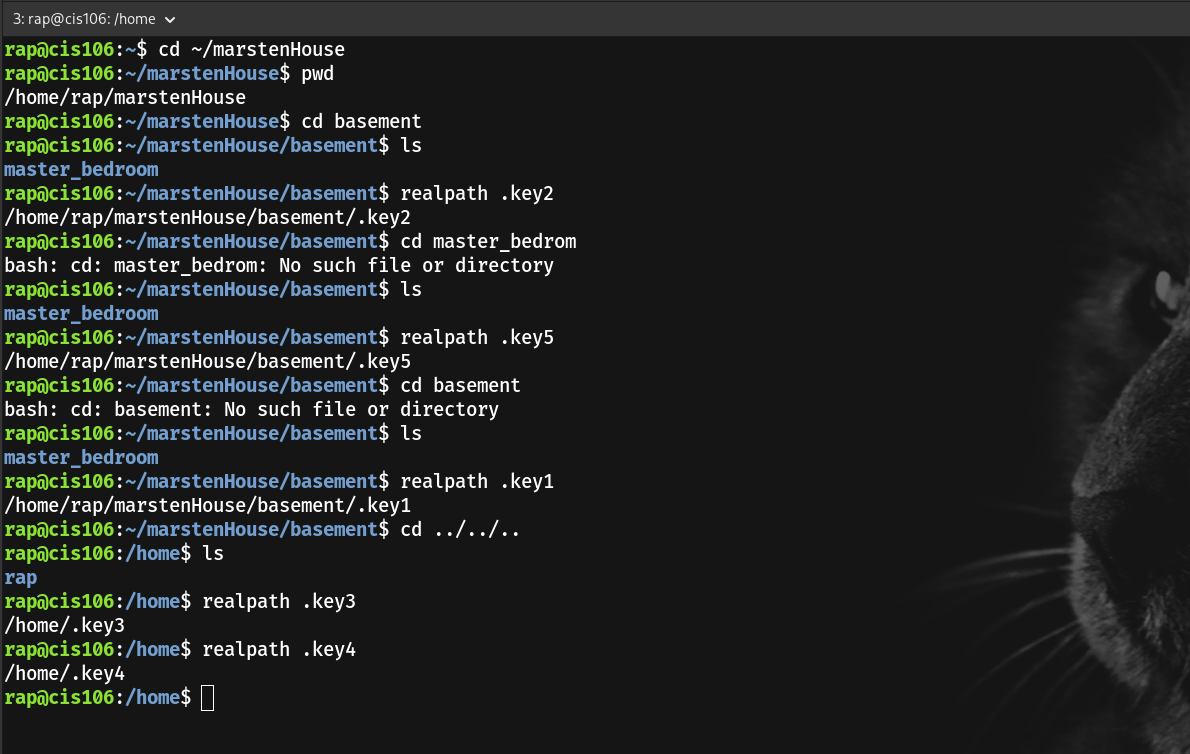 3: rap@cis106: /home
rap@cis106:~$ cd ~/marstenHouse
rap@cis106:~/marstenHouse$ pwd
/home/rap/marstenHouse
rap@cis106:~/marstenHouse$ cd basement
rap@cis106:~/marstenHouse/basement$ ls
master_bedroom
rap@cis106:~/marstenHouse/basement$ realpath .key2
/home/rap/marstenHouse/basement/.key2
rap@cis106:~/marstenHouse/basement$ cd master_bedrom
bash: cd: master_bedrom: No such file or directory
rap@cis106:~/marstenHouse/basement$ ls
master_bedroom
rap@cis106:~/marstenHouse/basement$ realpath .key5
/home/rap/marstenHouse/basement/.key5
rap@cis106:~/marstenHouse/basement$ cd basement
bash: cd: basement: No such file or directory
rap@cis106:~/marstenHouse/basement$ ls
master_bedroom
rap@cis106:~/marstenHouse/basement$ realpath .key1
/home/rap/marstenHouse/basement/.key1
rap@cis106:~/marstenHouse/basement$ cd ../../..
rap@cis106:/home$ ls
rap
rap@cis106:/home$ realpath .key3
/home/.key3
rap@cis106:/home$ realpath .key4
/home/.key4
rap@cis106:/home$